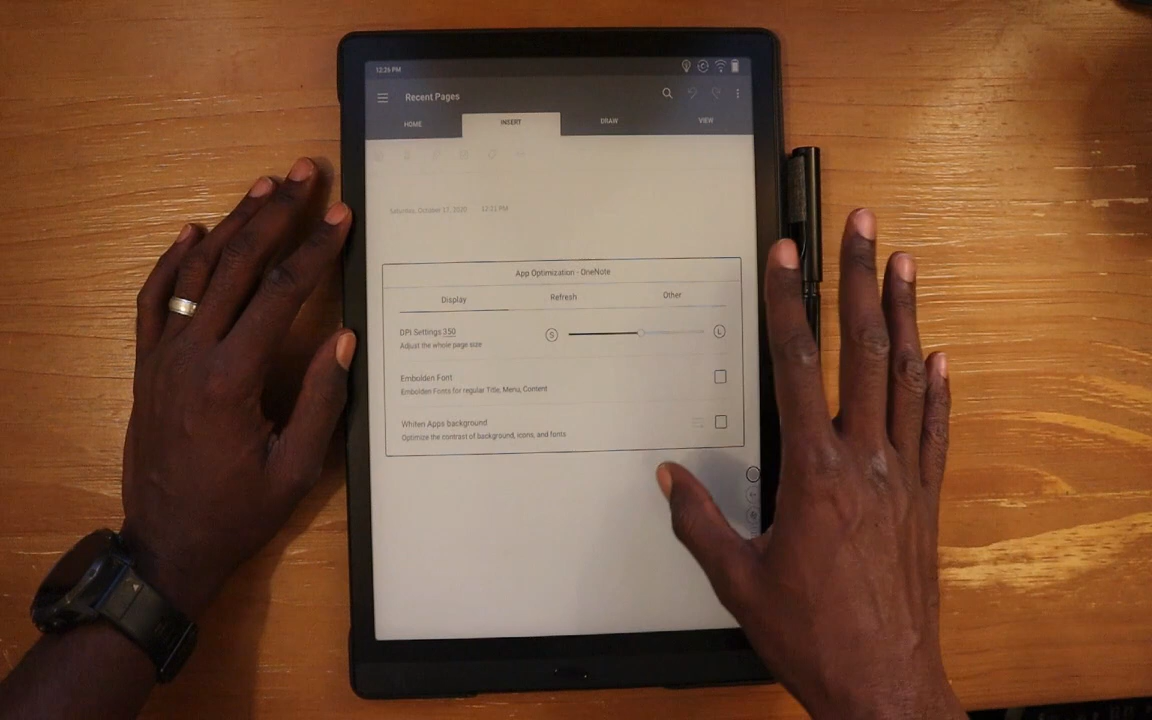 12:26 PM
Recent Pages
HOME INSERT DRAW VIEW
Saturday, October 17, 2020 12:21 PM
App Optimization - OneNote
Display Refresh Other
DPI Settings 350
S L
Adjust the whole page size
Embolden Font
Embolden Fonts for regular Title, Menu, Content
Whiten Apps background
Optimize the contrast of background, icons, and fonts